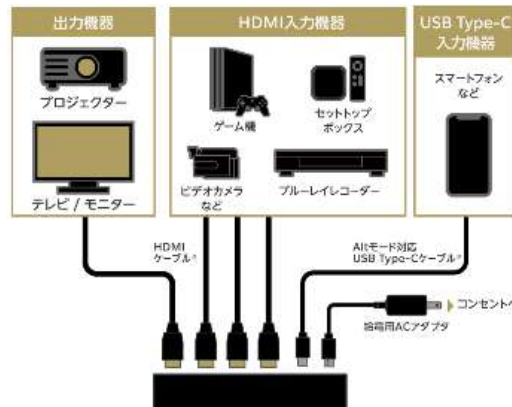 出力機器
プロジェクター
テレビ / モニター
HDMI入力機器
ゲーム機
セットトップ
ボックス
ビデオカメラ
など
ブルーレイレコーダー
USB Type-C
入力機器
スマートフォン
など
HDMI
ケーブル※
Altモード対応
USB Type-Cケーブル※
コンセントへ
給電用ACアダプタ